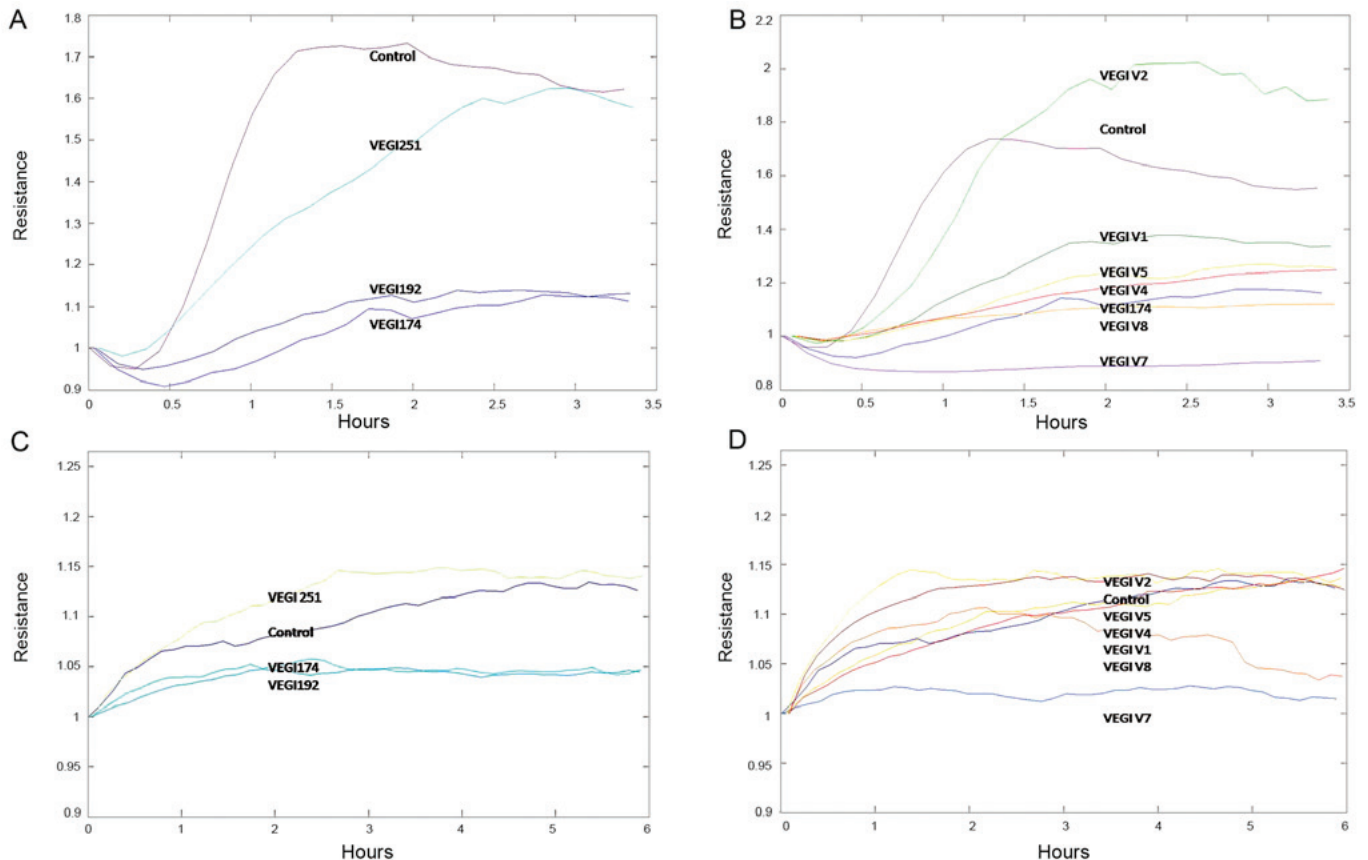 A
1.8
1.7
1.6
1.5
1.4
1.3
1.2
1.1
1
0.9
Resistance
Control
VEGI251
VEGI192
VEGI174
0 0.5 1 1.5 2 2.5 3 3.5
Hours
B
2.2
2
1.8
1.6
1.4
1.2
1
0.8
Resistance
VEGI V2
Control
VEGI V1
VEGI V5
VEGI V4
VEGI174
VEGI V8
VEGI V7
0 0.5 1 1.5 2 2.5 3 3.5
Hours
C
1.25
1.2
1.15
1.1
1.05
1
0.95
0.9
Resistance
VEGI251
Control
VEGI174
VEGI192
0 1 2 3 4 5 6
Hours
D
1.25
1.2
1.15
1.1
1.05
1
0.95
0.9
Resistance
VEGI V2
Control
VEGI V5
VEGI V4
VEGI V1
VEGI V8
VEGI V7
0 1 2 3 4 5 6
Hours